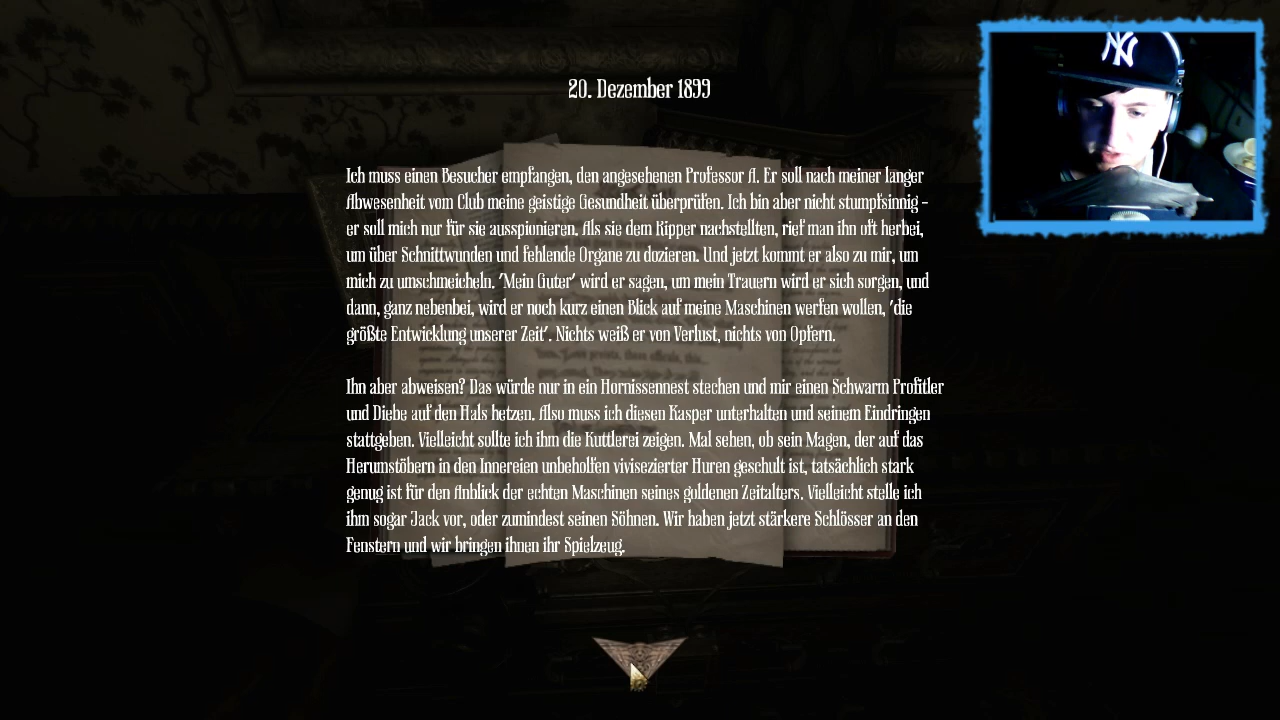 20. Dezember 1899
Ich muss einen Besucher empfangen, den angesehenen Professor A. Er soll nach meiner langer
Abwesenheit vom Club meine geistige Gesundheit überprüfen. Ich bin aber nicht stumpfsinnig -
er soll mich nur für sie ausspionieren. Als sie dem Ripper nachstellten, rief man ihn oft herbei,
um über Schnittwunden und fehlende Organe zu dozieren. Und jetzt kommt er also zu mir, um
mich zu umschmeicheln. 'Mein Guter' wird er sagen, um mein Trauern wird er sich sorgen, und
dann, ganz nebenbei, wird er noch kurz einen Blick auf meine Maschinen werfen wollen, 'die
größte Entwicklung unserer Zeit'. Nichts weiß er von Verlust, nichts von Opfern.
Ihn aber abweisen? Das würde nur in ein Hornissennest stechen und mir einen Schwarm Profitler
und Diebe auf den Hals hetzen. Also muss ich diesen Kasper unterhalten und seinem Eindringen
stattgeben. Vielleicht sollte ich ihm die Kuttlerei zeigen. Mal sehen, ob sein Magen, der auf das
Herumstöbern in den Innereien unbeholfen vivisezierter Huren geschult ist, tatsächlich stark
genug ist für den Anblick der echten Maschinen seines goldenen Zeitalters. Vielleicht stelle ich
ihm sogar Jack vor, oder zumindest seinen Söhnen. Wir haben jetzt stärkere Schlösser an den
Fenstern und wir bringen ihnen ihr Spielzeug.
NY